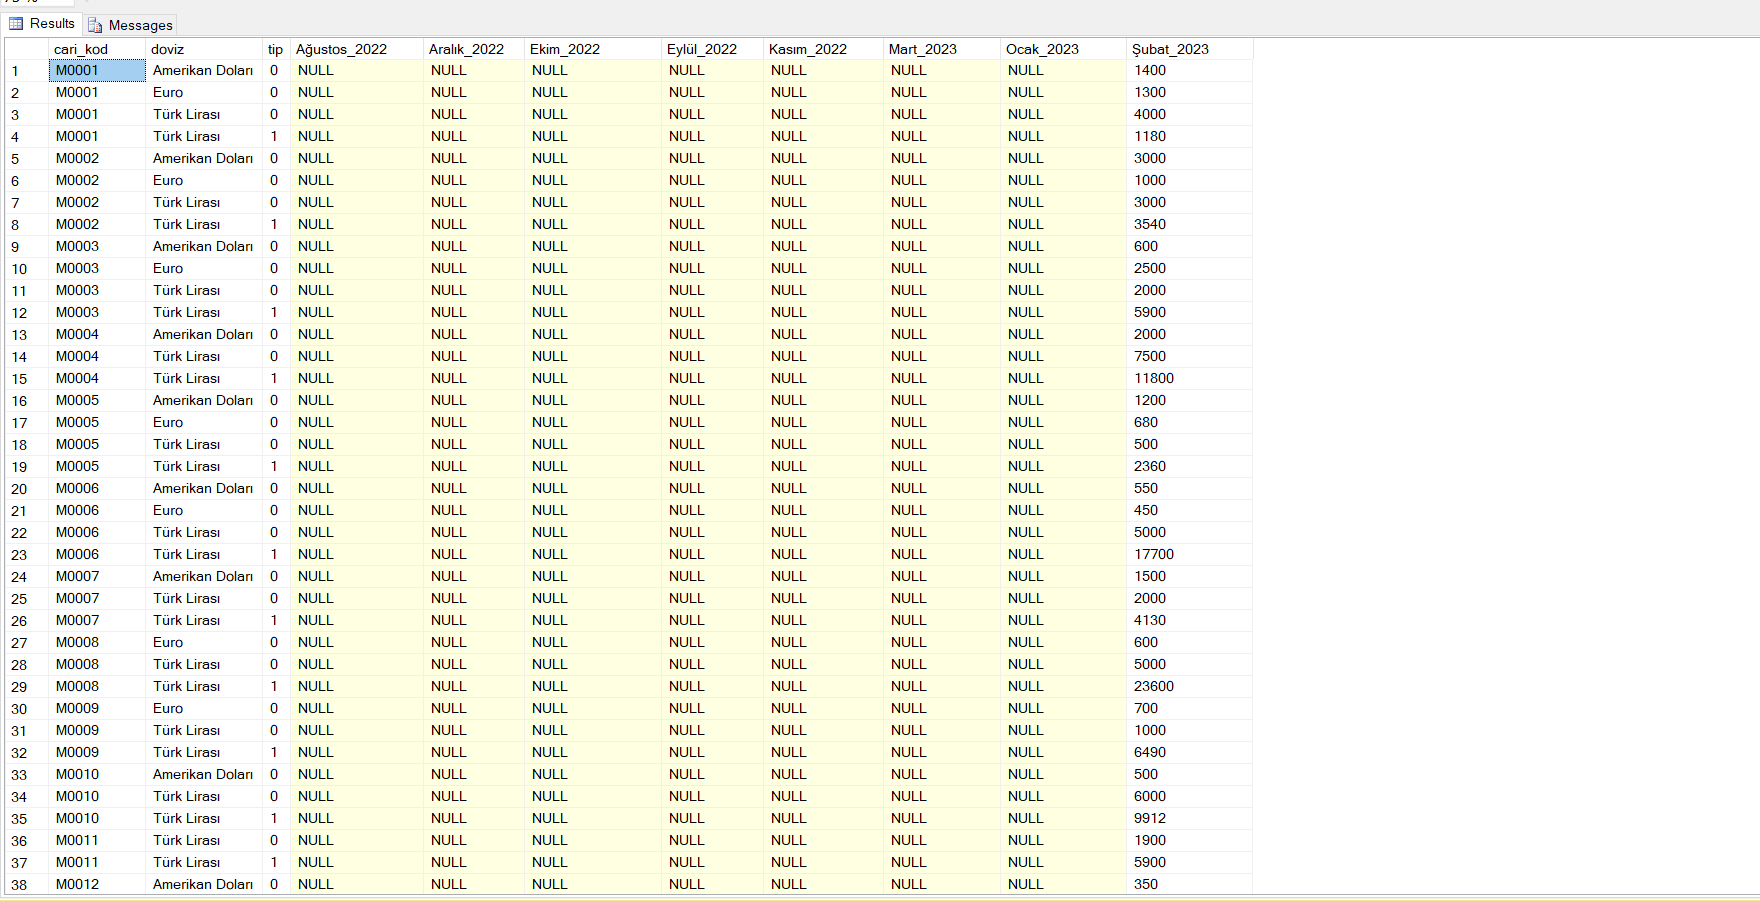 Results Messages
cari_kod doviz tip Ağustos_2022 Aralık_2022 Ekim_2022 Eylül_2022 Kasım_2022 Mart_2023 Ocak_2023 Şubat_2023
1 M0001 Amerikan Doları 0 NULL NULL NULL NULL NULL NULL NULL 1400
2 M0001 Euro 0 NULL NULL NULL NULL NULL NULL NULL 1300
3 M0001 Türk Lirası 0 NULL NULL NULL NULL NULL NULL NULL 4000
4 M0001 Türk Lirası 1 NULL NULL NULL NULL NULL NULL NULL 1180
5 M0002 Amerikan Doları 0 NULL NULL NULL NULL NULL NULL NULL 3000
6 M0002 Euro 0 NULL NULL NULL NULL NULL NULL NULL 1000
7 M0002 Türk Lirası 0 NULL NULL NULL NULL NULL NULL NULL 3000
8 M0002 Türk Lirası 1 NULL NULL NULL NULL NULL NULL NULL 3540
9 M0003 Amerikan Doları 0 NULL NULL NULL NULL NULL NULL NULL 600
10 M0003 Euro 0 NULL NULL NULL NULL NULL NULL NULL 2500
11 M0003 Türk Lirası 0 NULL NULL NULL NULL NULL NULL NULL 2000
12 M0003 Türk Lirası 1 NULL NULL NULL NULL NULL NULL NULL 5900
13 M0004 Amerikan Doları 0 NULL NULL NULL NULL NULL NULL NULL 2000
14 M0004 Türk Lirası 0 NULL NULL NULL NULL NULL NULL NULL 7500
15 M0004 Türk Lirası 1 NULL NULL NULL NULL NULL NULL NULL 11800
16 M0005 Amerikan Doları 0 NULL NULL NULL NULL NULL NULL NULL 1200
17 M0005 Euro 0 NULL NULL NULL NULL NULL NULL NULL 680
18 M0005 Türk Lirası 0 NULL NULL NULL NULL NULL NULL NULL 500
19 M0005 Türk Lirası 1 NULL NULL NULL NULL NULL NULL NULL 2360
20 M0006 Amerikan Doları 0 NULL NULL NULL NULL NULL NULL NULL 550
21 M0006 Euro 0 NULL NULL NULL NULL NULL NULL NULL 450
22 M0006 Türk Lirası 0 NULL NULL NULL NULL NULL NULL NULL 5000
23 M0006 Türk Lirası 1 NULL NULL NULL NULL NULL NULL NULL 17700
24 M0007 Amerikan Doları 0 NULL NULL NULL NULL NULL NULL NULL 1500
25 M0007 Türk Lirası 0 NULL NULL NULL NULL NULL NULL NULL 2000
26 M0007 Türk Lirası 1 NULL NULL NULL NULL NULL NULL NULL 4130
27 M0008 Euro 0 NULL NULL NULL NULL NULL NULL NULL 600
28 M0008 Türk Lirası 0 NULL NULL NULL NULL NULL NULL NULL 5000
29 M0008 Türk Lirası 1 NULL NULL NULL NULL NULL NULL NULL 23600
30 M0009 Euro 0 NULL NULL NULL NULL NULL NULL NULL 700
31 M0009 Türk Lirası 0 NULL NULL NULL NULL NULL NULL NULL 1000
32 M0009 Türk Lirası 1 NULL NULL NULL NULL NULL NULL NULL 6490
33 M0010 Amerikan Doları 0 NULL NULL NULL NULL NULL NULL NULL 500
34 M0010 Türk Lirası 0 NULL NULL NULL NULL NULL NULL NULL 6000
35 M0010 Türk Lirası 1 NULL NULL NULL NULL NULL NULL NULL 9912
36 M0011 Türk Lirası 0 NULL NULL NULL NULL NULL NULL NULL 1900
37 M0011 Türk Lirası 1 NULL NULL NULL NULL NULL NULL NULL 5900
38 M0012 Amerikan Doları 0 NULL NULL NULL NULL NULL NULL NULL 350